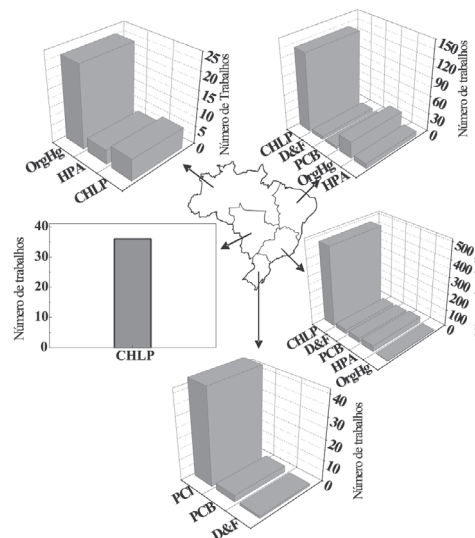 25
20
15
10
5
0
Número de Trabalhos
OrgHg
HPA
CHLP
150
120
90
60
30
0
Número de trabalhos
CHLP
D&F
PCB
OrgHg
HPA
40
30
20
10
0
Número de trabalhos
CHLP
500
400
300
200
100
0
CHLP
D&F
PCB
HPA
OrgHg
40
30
20
10
0
Número de trabalhos
PCB
D&F